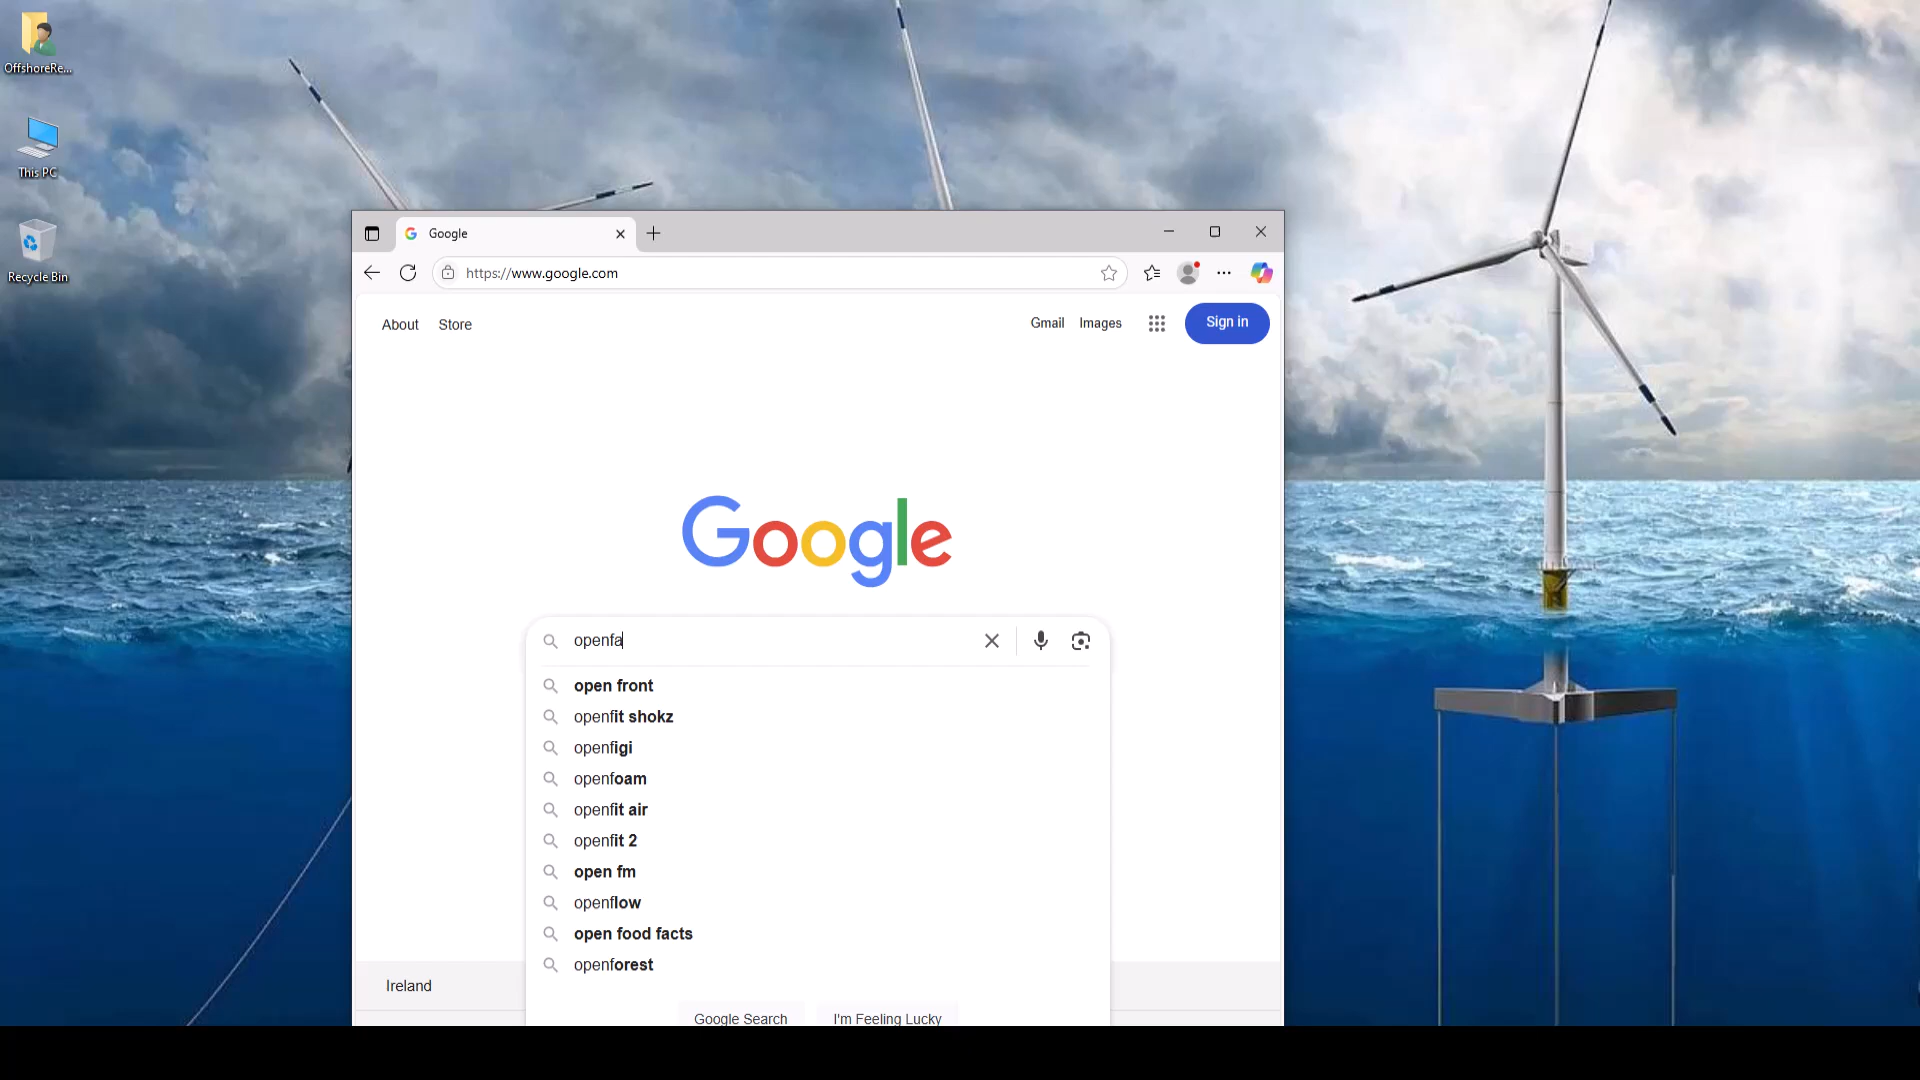 OffshoreRe...
This PC
Recycle Bin
Google
https://www.google.com
About Store
Gmail Images Sign in
Google
openfa
open front
openfit shokz
openfigi
openfoam
openfit air
openfit 2
open fm
openflow
open food facts
openforest
Ireland
Google Search I'm Feeling Lucky